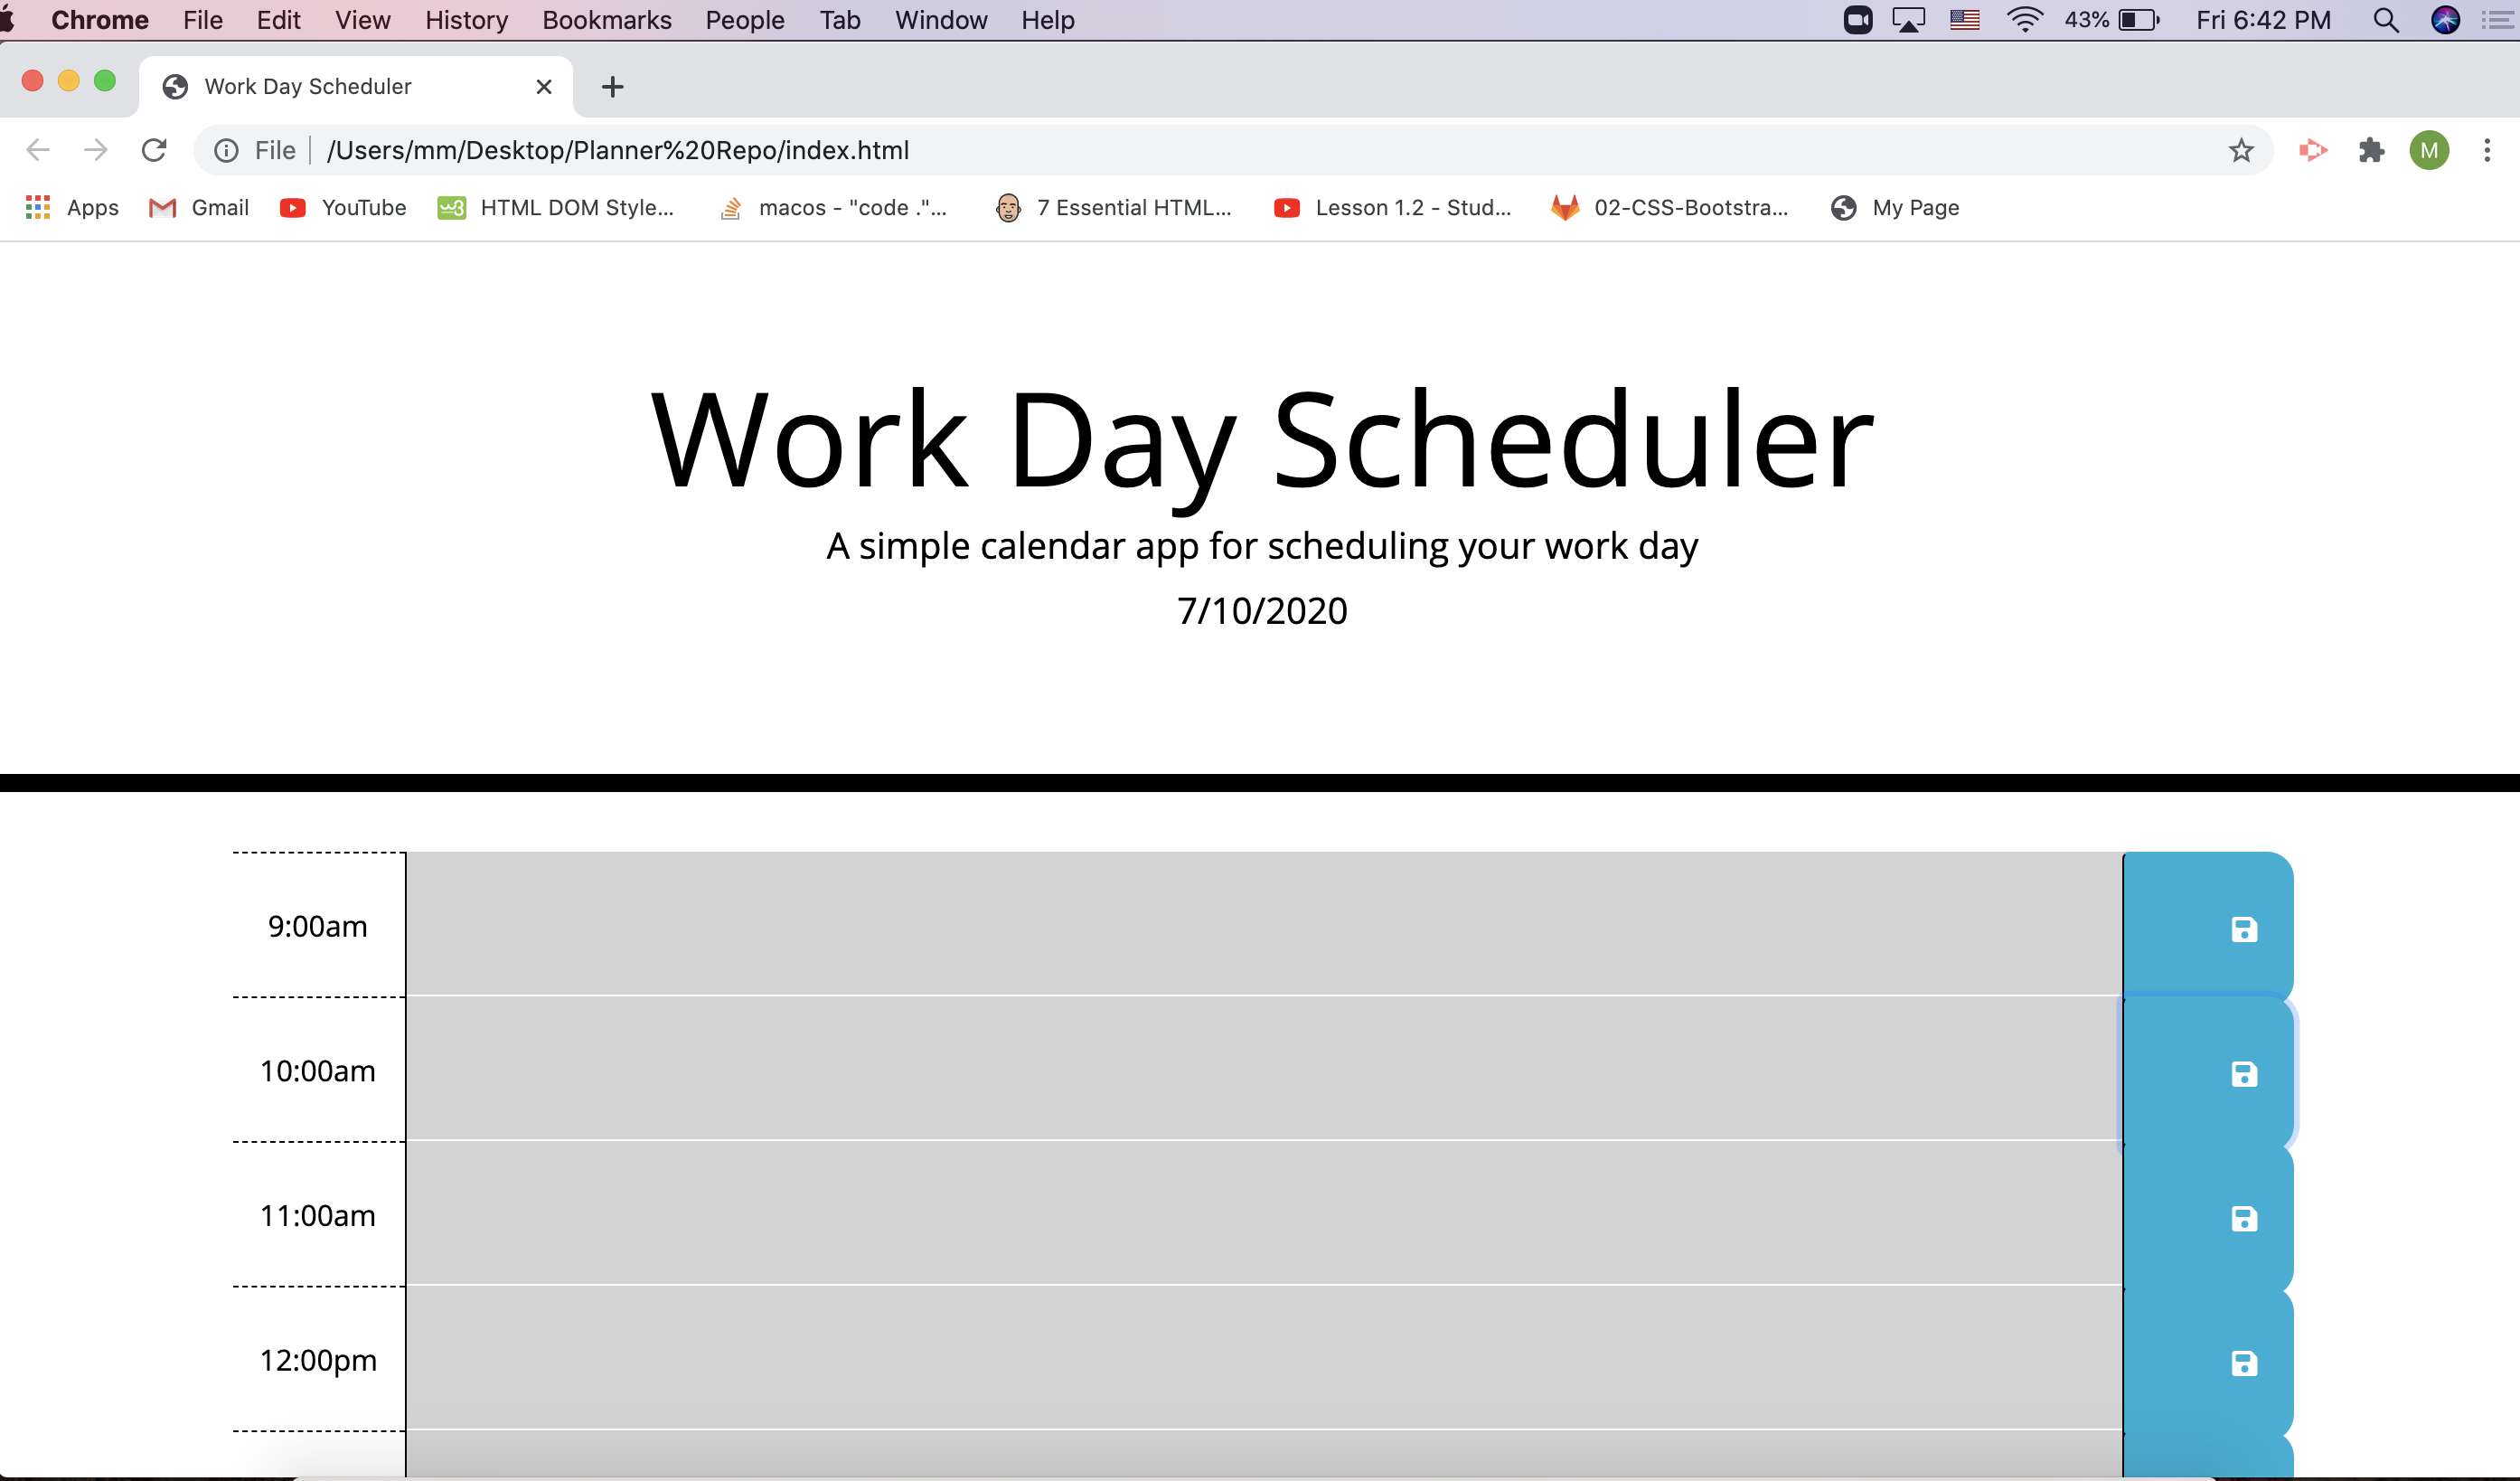 Chrome File Edit View History Bookmarks People Tab Window Help 43% Fri 6:42 PM
Work Day Scheduler
File /Users/mm/Desktop/Planner%20Repo/index.html M
Apps Gmail YouTube w3 HTML DOM Style... macos - "code ."... 7 Essential HTML... Lesson 1.2 - Stud... 02-CSS-Bootstra... My Page
Work Day Scheduler
A simple calendar app for scheduling your work day
7/10/2020
9:00am
10:00am
11:00am
12:00pm